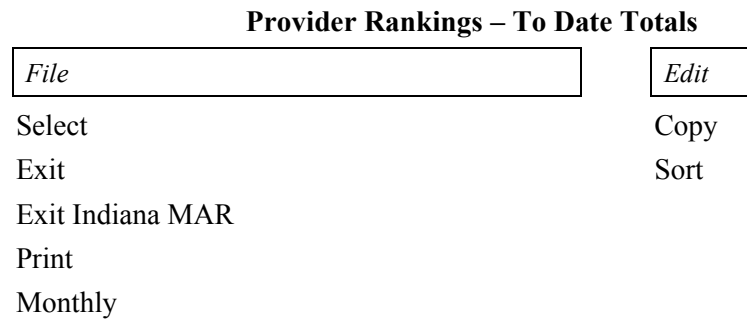 Provider Rankings – To Date Totals
File Edit
Select Copy
Exit Sort
Exit Indiana MAR
Print
Monthly